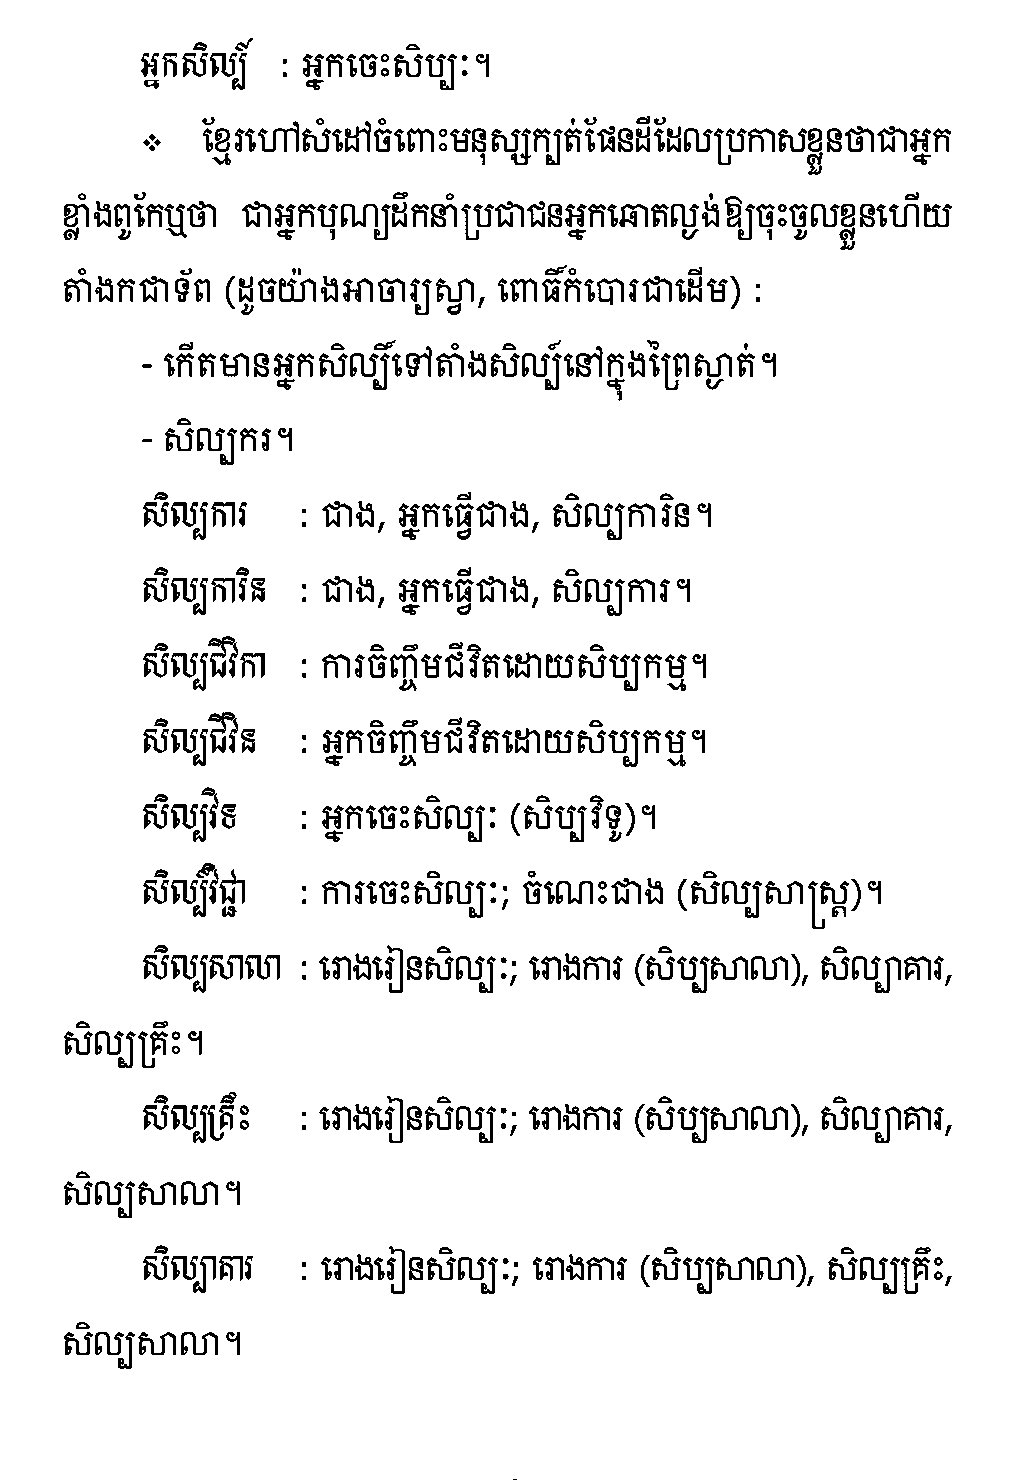 អ្នកសិល្ប៍ : អ្នកចេះសិប្បៈ។
❖ ខ្មែរហៅសំដៅចំពោះមនុស្សក្បត់ផែនដីដែលប្រកាសខ្លួនថាជាអ្នក
ខ្លាំងពូកែឬថា ជាអ្នកបុណ្យដឹកនាំប្រជាជនអ្នកឆោតល្ងង់ឱ្យចុះចូលខ្លួនហើយ
តាំងកជាទ័ព (ដូចយ៉ាងអាចារ្យស្វា, ពោធិ៍កំបោរជាដើម) :
- កើតមានអ្នកសិល្បិ៍ទៅតាំងសិល្ប៍នៅក្នុងព្រៃស្ងាត់។
- សិល្បករ។
សិល្បការ : ជាង, អ្នកធ្វើជាង, សិល្បការិន។
សិល្បការិន : ជាង, អ្នកធ្វើជាង, សិល្បការ។
សិល្បជីវិកា : ការចិញ្ចឹមជីវិតដោយសិប្បកម្ម។
សិល្បជីវិន : អ្នកចិញ្ចឹមជីវិតដោយសិប្បកម្ម។
សិល្បវិទ : អ្នកចេះសិល្បៈ (សិប្បវិទូ)។
សិល្ប៍វិជ្ជា : ការចេះសិល្បៈ; ចំណេះជាង (សិល្បសាស្ត្រ)។
សិល្បសាលា : រោងរៀនសិល្បៈ; រោងការ (សិប្បសាលា), សិល្បាគារ,
សិល្បគ្រឹះ។
សិល្បគ្រឹះ : រោងរៀនសិល្បៈ; រោងការ (សិប្បសាលា), សិល្បាគារ,
សិល្បសាលា។
សិល្បាគារ : រោងរៀនសិល្បៈ; រោងការ (សិប្បសាលា), សិល្បគ្រឹះ,
សិល្បសាលា។